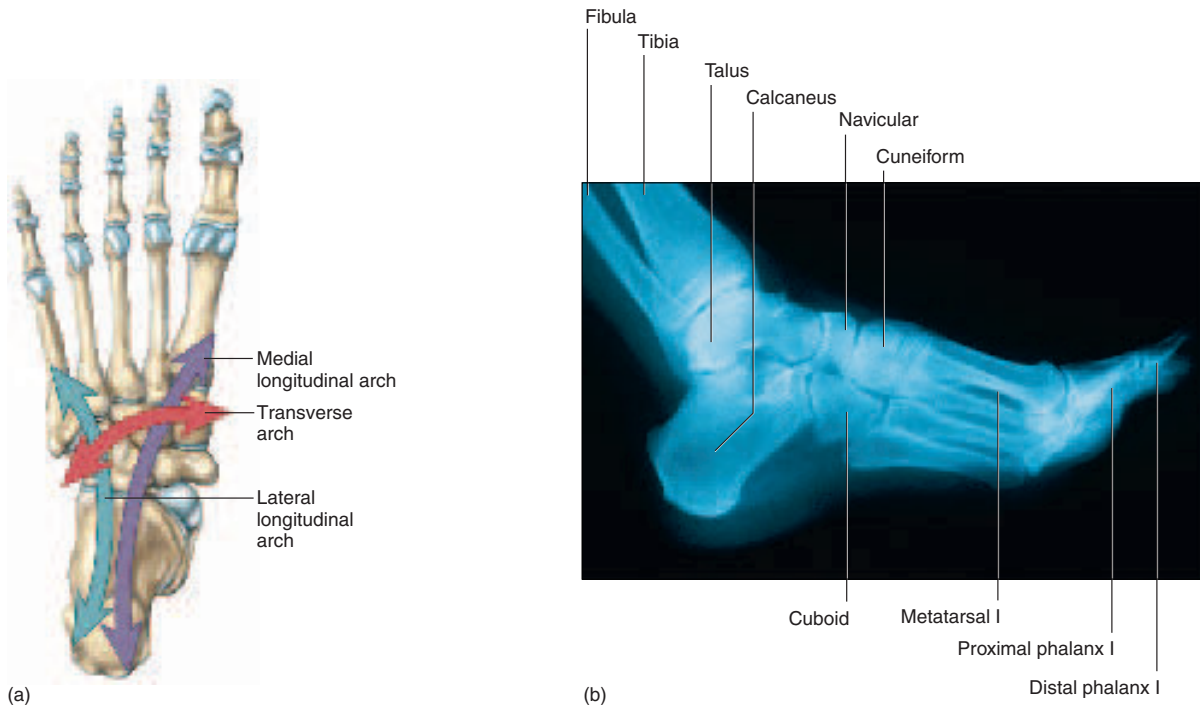 Medial
longitudinal arch
Transverse
arch
Lateral
longitudinal
arch
(a)
Fibula
Tibia
Talus
Calcaneus
Navicular
Cuneiform
Cuboid
Metatarsal I
Proximal phalanx I
Distal phalanx I
(b)